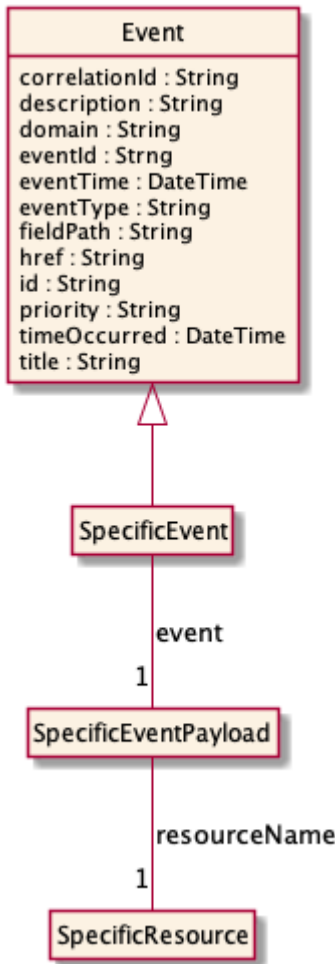 Event
correlationId : String
description : String
domain : String
eventId : Strng
eventTime : DateTime
eventType : String
fieldPath : String
href : String
id : String
priority : String
timeOccurred : DateTime
title : String
SpecificEvent
event
1
SpecificEventPayload
resourceName
1
SpecificResource